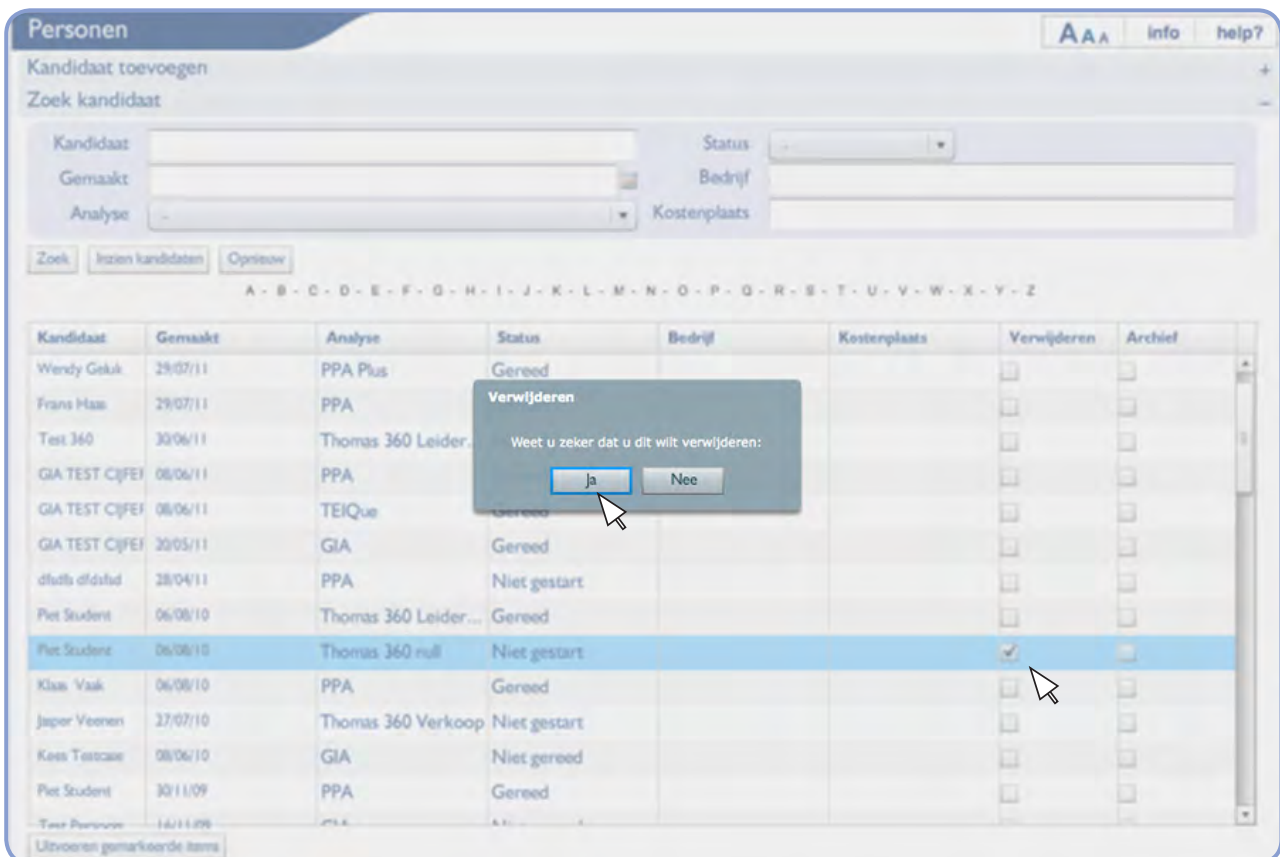 Personen
AAA info help?
Kandidaat toevoegen +
Zoek kandidaat -
Kandidaat Status -
Gemaakt Bedrijf
Analyse - Kostenplaats
Zoek Inzien kandidaten Opnieuw
A - B - C - D - E - F - G - H - I - J - K - L - M - N - O - P - Q - R - S - T - U - V - W - X - Y - Z
Kandidaat Gemaakt Analyse Status Bedrijf Kostenplaats Verwijderen Archief
Wendy Geluk 29/07/11 PPA Plus Gereed
Frans Haas 29/07/11 PPA
Test 360 30/06/11 Thomas 360 Leider...
GIA TEST CIJFER 08/06/11 PPA
GIA TEST CIJFER 08/06/11 TEIQue Gereed
GIA TEST CIJFER 20/05/11 GIA Gereed
28/04/11 PPA Niet gestart
Piet Student 06/08/10 Thomas 360 Leider... Gereed
Piet Student 06/08/10 Thomas 360 null Niet gestart
Klaas Vaak 06/08/10 PPA Gereed
Jasper Veenen 27/07/10 Thomas 360 Verkoop Niet gestart
Kees Testcase 08/06/10 GIA Niet gereed
Piet Student 30/11/09 PPA Gereed
Test Persoon 16/11/09 GIA
Verwijderen
Weet u zeker dat u dit wilt verwijderen:
Ja Nee
Uitvoeren gemarkeerde items